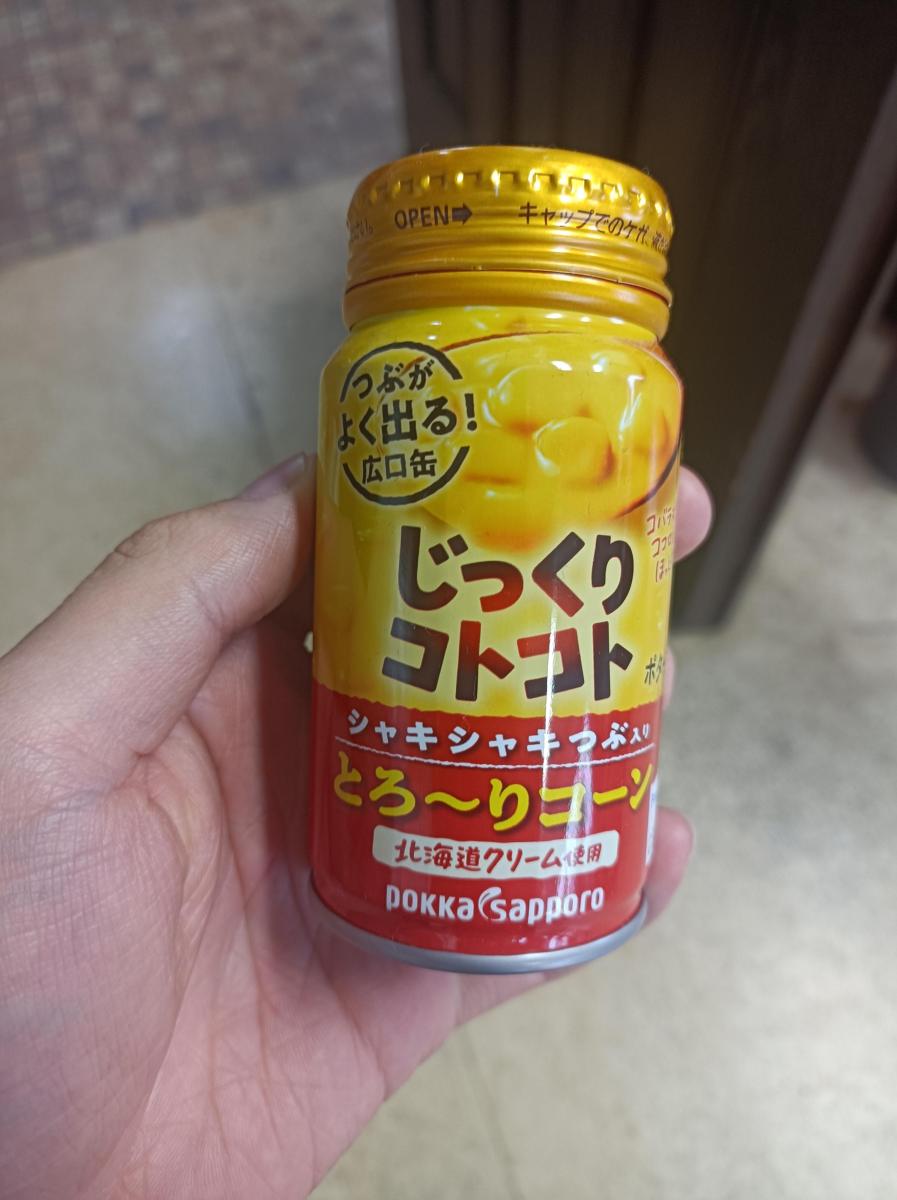 OPEN➡ キャップでのケガ、
つぶが
よく出る!
広口缶
じっくり
コトコト
シャキシャキつぶ入り
とろ〜りコーン
北海道クリーム使用
pokka sapporo